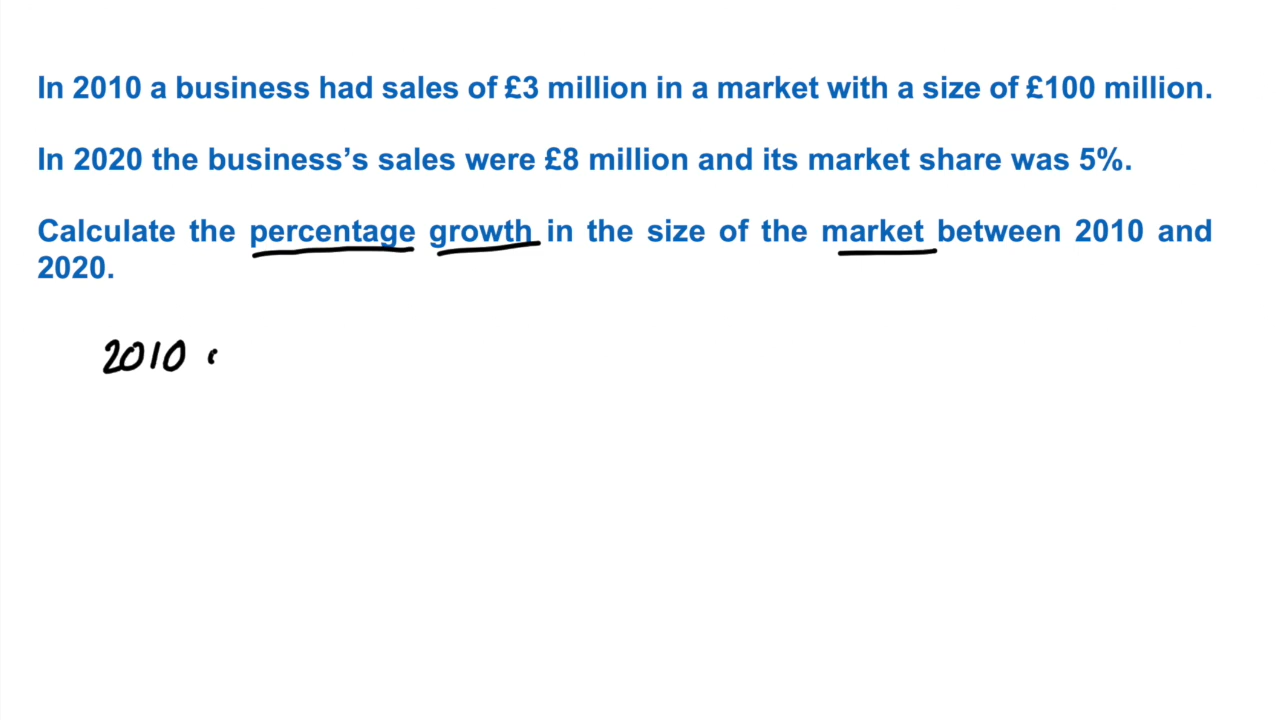 In 2010 a business had sales of £3 million in a market with a size of £100 million.
In 2020 the business’s sales were £8 million and its market share was 5%.
Calculate the percentage growth in the size of the market between 2010 and
2020.
2010